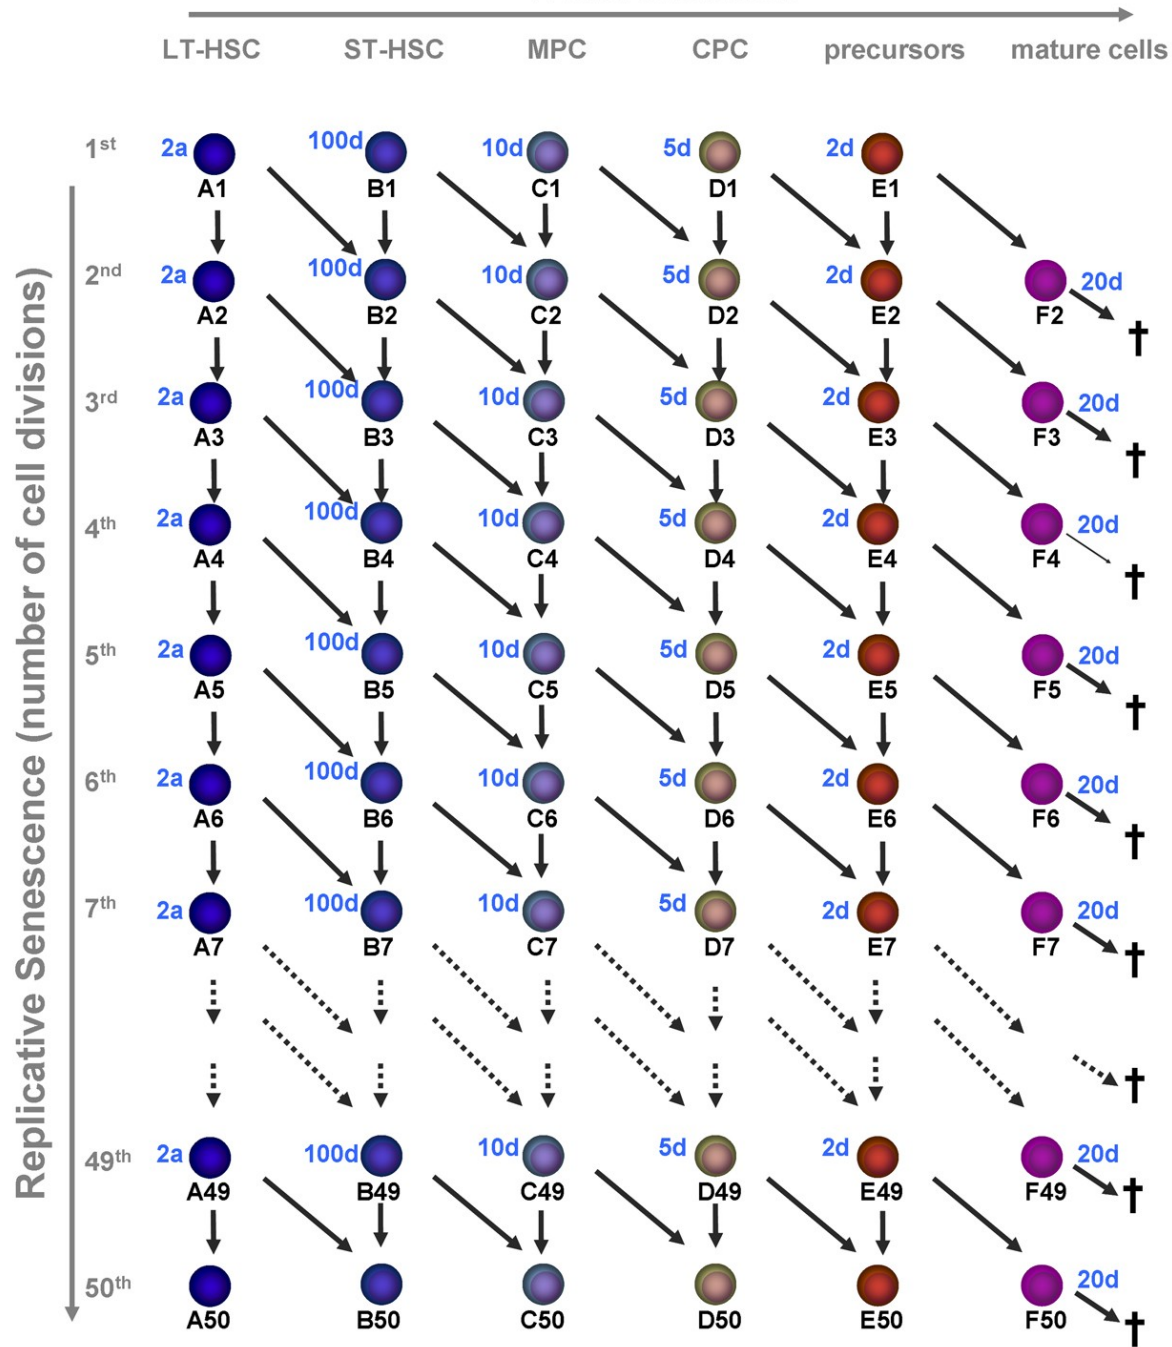 LT-HSC ST-HSC MPC CPC precursors mature cells
Replicative Senescence (number of cell divisions)
1st 2a 100d 10d 5d 2d
A1 B1 C1 D1 E1
2nd 2a 100d 10d 5d 2d 20d
A2 B2 C2 D2 E2 F2
3rd 2a 100d 10d 5d 2d 20d
A3 B3 C3 D3 E3 F3
4th 2a 100d 10d 5d 2d 20d
A4 B4 C4 D4 E4 F4
5th 2a 100d 10d 5d 2d 20d
A5 B5 C5 D5 E5 F5
6th 2a 100d 10d 5d 2d 20d
A6 B6 C6 D6 E6 F6
7th 2a 100d 10d 5d 2d 20d
A7 B7 C7 D7 E7 F7
49th 2a 100d 10d 5d 2d 20d
A49 B49 C49 D49 E49 F49
50th 20d
A50 B50 C50 D50 E50 F50